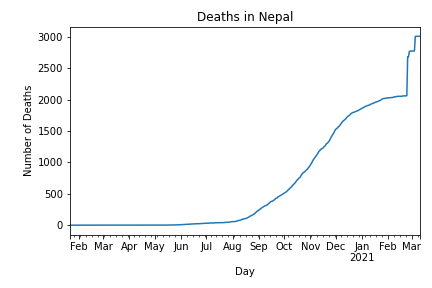 Deaths in Nepal
Number of Deaths
3000
2500
2000
1500
1000
500
0
Feb Mar Apr May Jun Jul Aug Sep Oct Nov Dec Jan Feb Mar
2021
Day